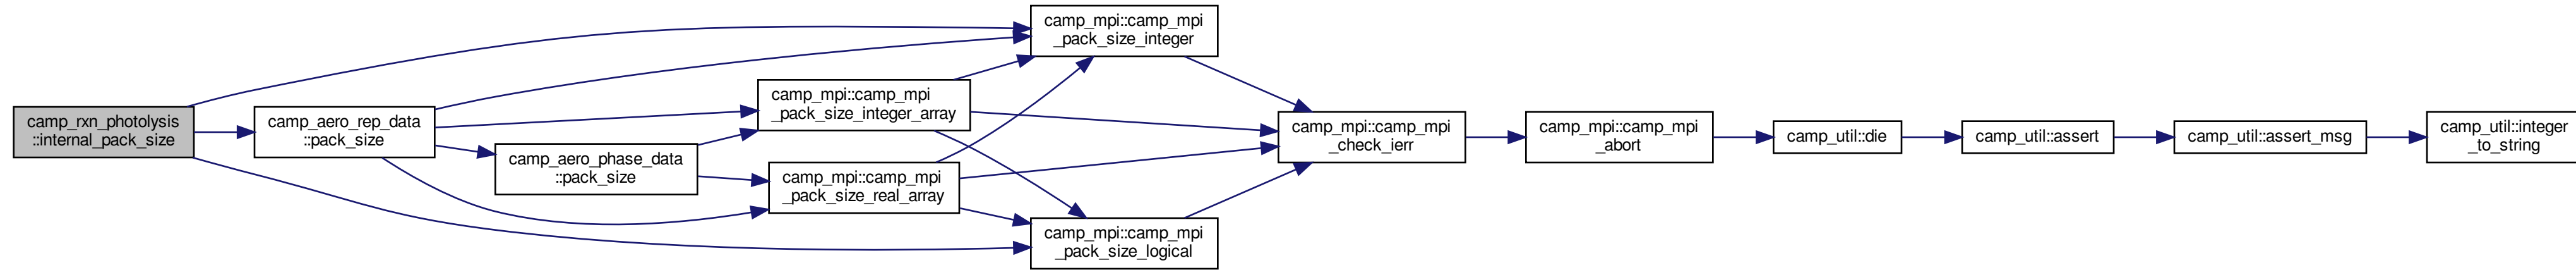 camp_rxn_photolysis
::internal_pack_size
camp_aero_rep_data
::pack_size
camp_aero_phase_data
::pack_size
camp_mpi::camp_mpi
_pack_size_integer_array
camp_mpi::camp_mpi
_pack_size_real_array
camp_mpi::camp_mpi
_pack_size_integer
camp_mpi::camp_mpi
_pack_size_logical
camp_mpi::camp_mpi
_check_ierr
camp_mpi::camp_mpi
_abort
camp_util::die
camp_util::assert
camp_util::assert_msg
camp_util::integer
_to_string